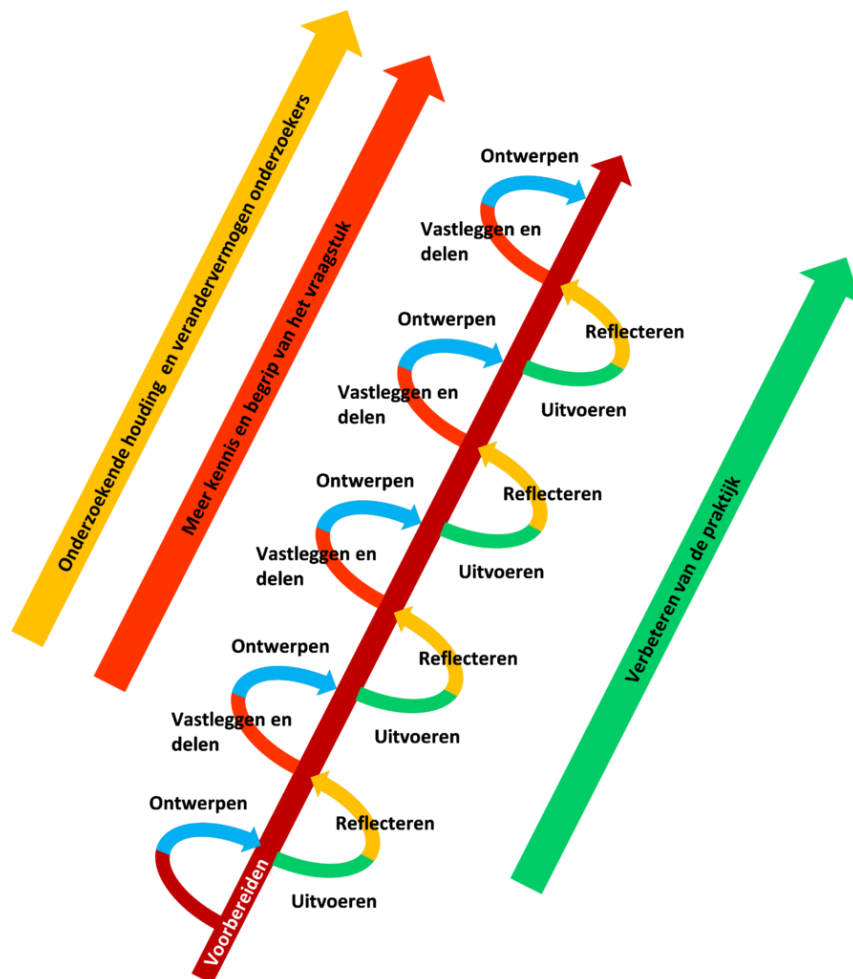 Onderzoekende houding en verandervermogen onderzoekers
Meer kennis en begrip van het vraagstuk
Ontwerpen
Vastleggen en
delen
Reflecteren
Uitvoeren
Ontwerpen
Vastleggen en
delen
Reflecteren
Uitvoeren
Ontwerpen
Vastleggen en
delen
Reflecteren
Uitvoeren
Ontwerpen
Vastleggen en
delen
Reflecteren
Uitvoeren
Ontwerpen
Voorbereiden
Verbeteren van de praktijk